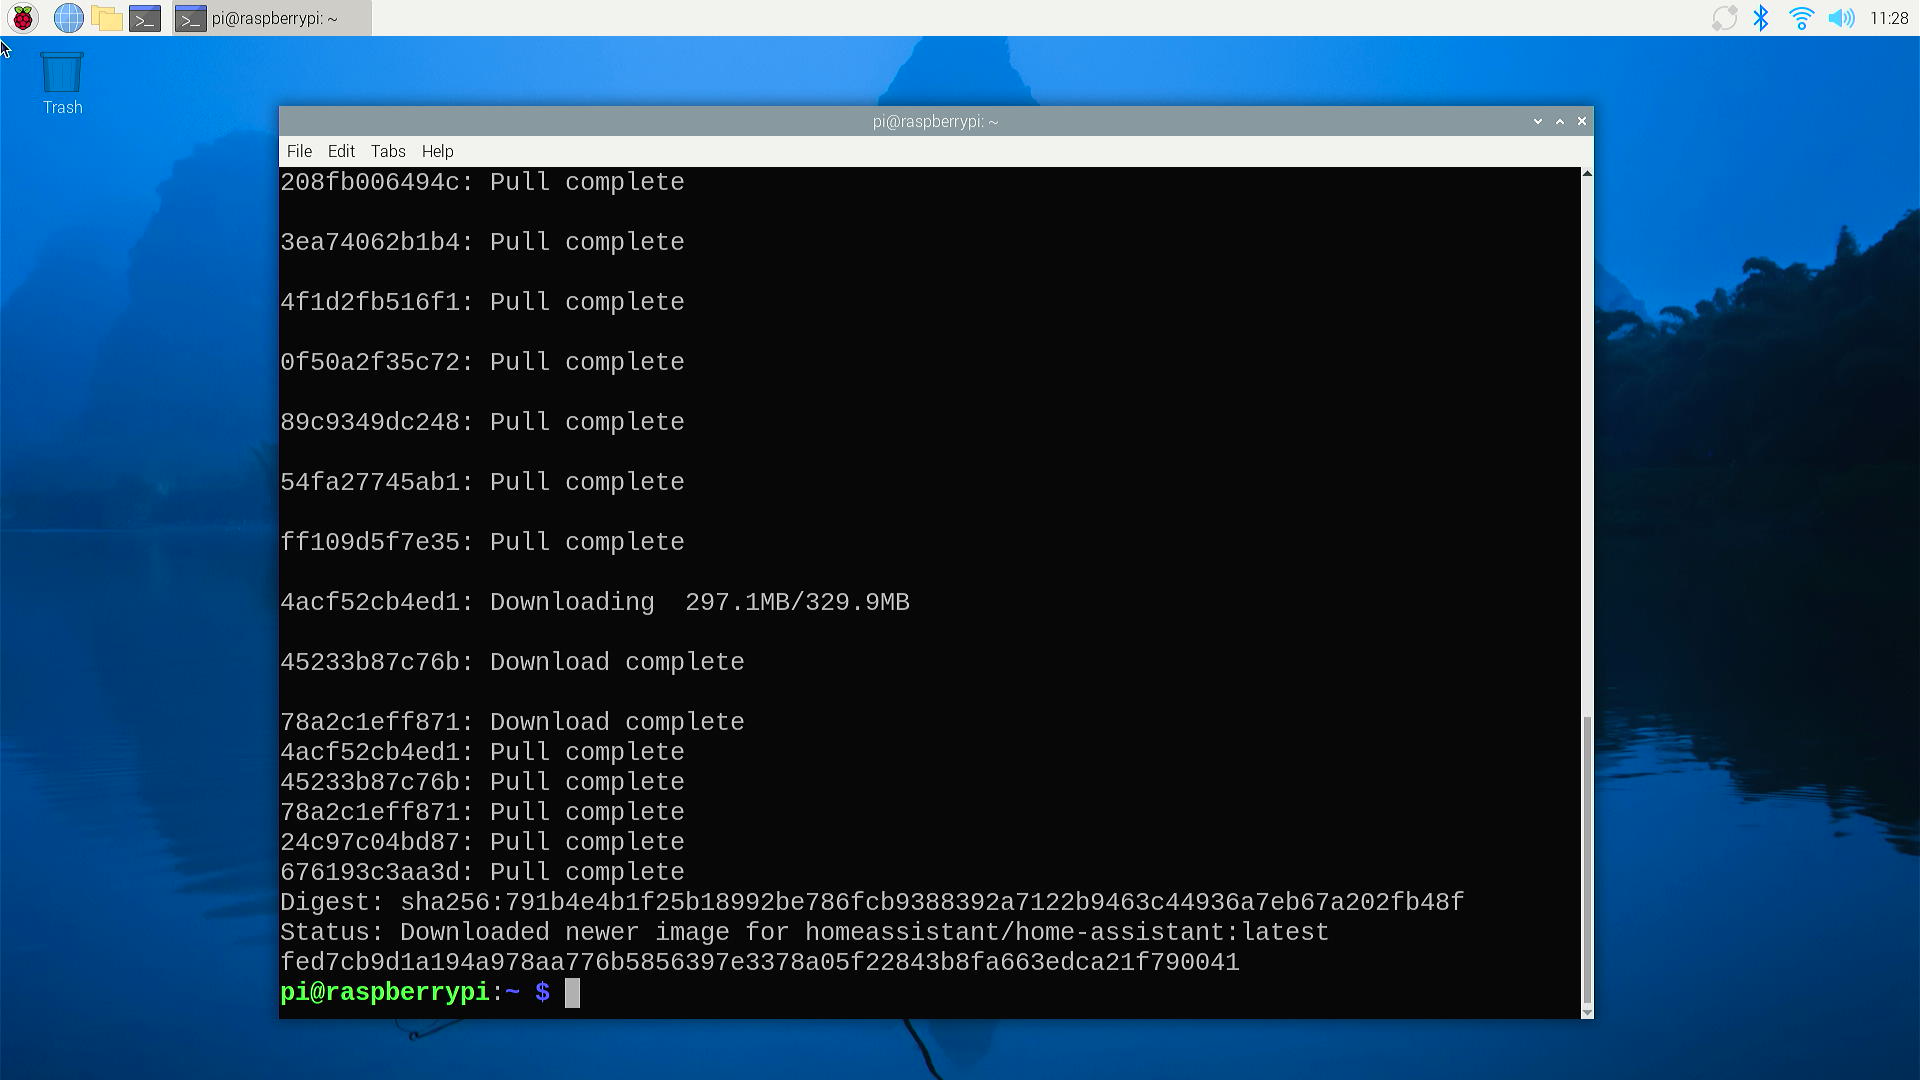 pi@raspberrypi: ~
11:28
Trash
pi@raspberrypi: ~
File Edit Tabs Help
208fb006494c: Pull complete
3ea74062b1b4: Pull complete
4f1d2fb516f1: Pull complete
0f50a2f35c72: Pull complete
89c9349dc248: Pull complete
54fa27745ab1: Pull complete
ff109d5f7e35: Pull complete
4acf52cb4ed1: Downloading  297.1MB/329.9MB
45233b87c76b: Download complete
78a2c1eff871: Download complete
4acf52cb4ed1: Pull complete
45233b87c76b: Pull complete
78a2c1eff871: Pull complete
24c97c04bd87: Pull complete
676193c3aa3d: Pull complete
Digest: sha256:791b4e4b1f25b18992be786fcb9388392a7122b9463c44936a7eb67a202fb48f
Status: Downloaded newer image for homeassistant/home-assistant:latest
fed7cb9d1a194a978aa776b5856397e3378a05f22843b8fa663edca21f790041
pi@raspberrypi:~ $